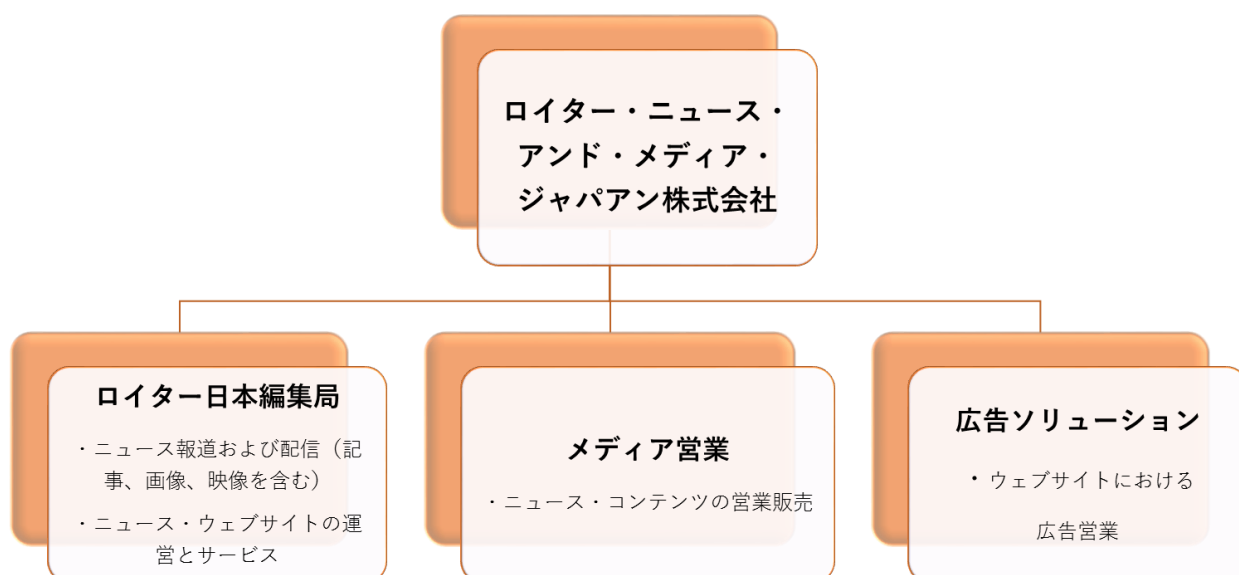 ロイター・ニュース・
アンド・メディア・
ジャパアン株式会社
ロイター日本編集局
・ニュース報道および配信（記
事、画像、映像を含む）
・ニュース・ウェブサイトの運
営とサービス
メディア営業
・ニュース・コンテンツの営業販売
広告ソリューション
・ウェブサイトにおける
広告営業